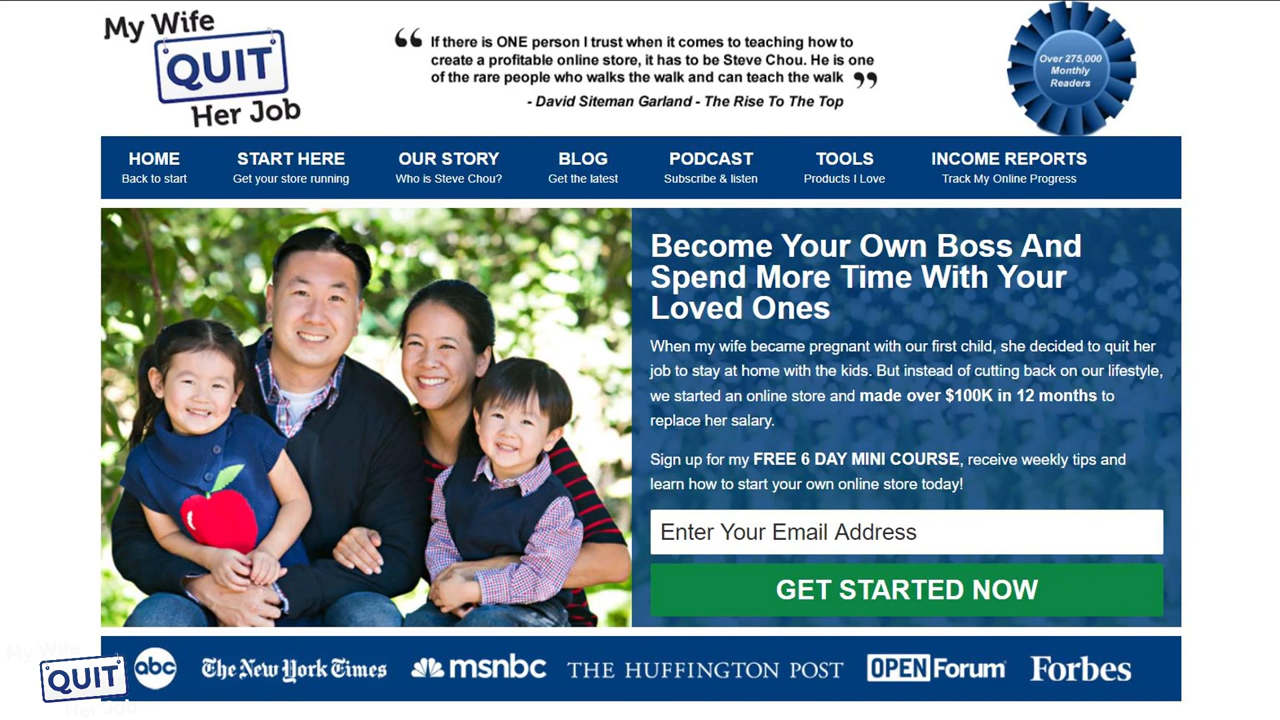 My Wife
QUIT
Her Job
“ If there is ONE person I trust when it comes to teaching how to
create a profitable online store, it has to be Steve Chou. He is one
of the rare people who walks the walk and can teach the walk ”
- David Siteman Garland - The Rise To The Top
Over 275,000
Monthly
Readers
HOME
Back to start
START HERE
Get your store running
OUR STORY
Who is Steve Chou?
BLOG
Get the latest
PODCAST
Subscribe & listen
TOOLS
Products I Love
INCOME REPORTS
Track My Online Progress
Become Your Own Boss And
Spend More Time With Your
Loved Ones
When my wife became pregnant with our first child, she decided to quit her
job to stay at home with the kids. But instead of cutting back on our lifestyle,
we started an online store and made over $100K in 12 months to
replace her salary.
Sign up for my FREE 6 DAY MINI COURSE, receive weekly tips and
learn how to start your own online store today!
Enter Your Email Address
GET STARTED NOW
My Wife
QUIT
Her Job
abc
The New York Times
msnbc
THE HUFFINGTON POST
OPEN Forum
Forbes